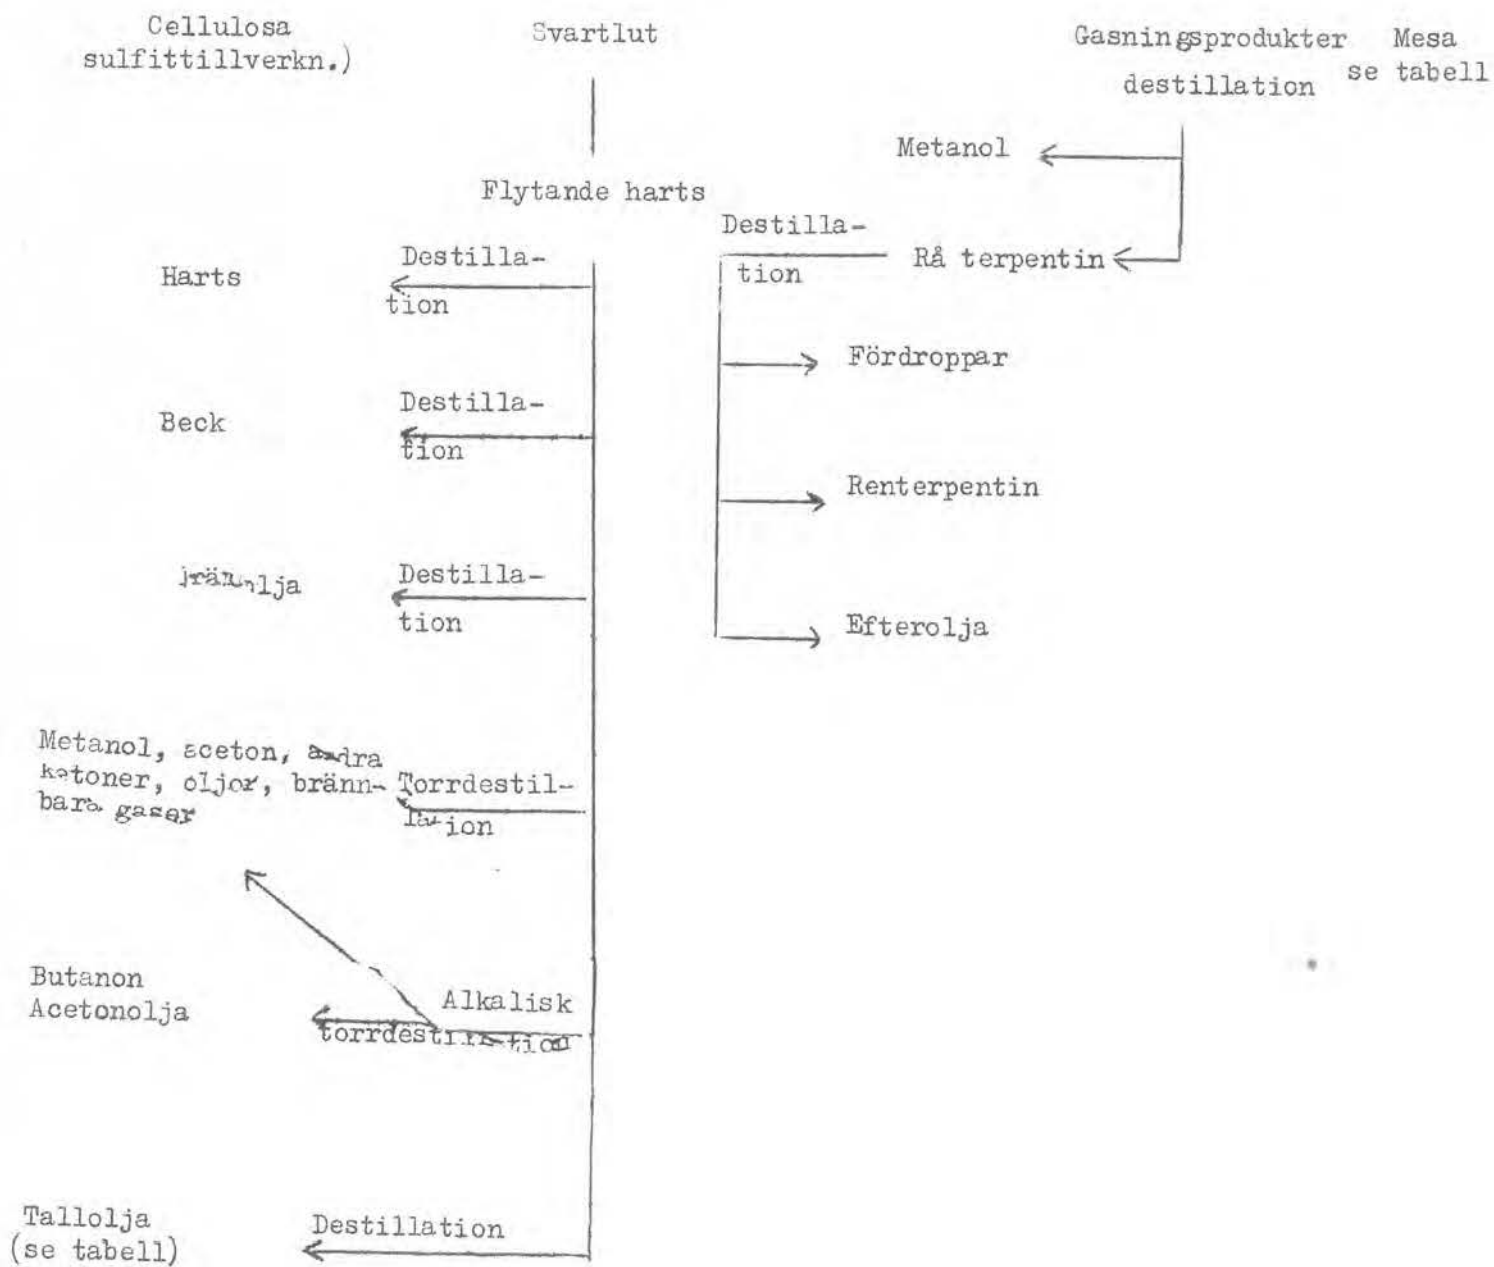 Cellulosa
sulfittillverkn.)
Svartlut
Gasningsprodukter
destillation
Mesa
se tabell
Metanol
Flytande harts
Destilla-
tion
Rå terpentin
Harts
Destilla-
tion
Fördroppar
Beck
Destilla-
tion
Renterpentin
Destilla-
tion
Efterolja
Metanol, aceton, andra
ketoner, oljor, bränn-
bara gaser
Torrdestil-
lation
Butanon
Acetonolja
Alkalisk
torrdestillation
Tallolja
(se tabell)
Destillation